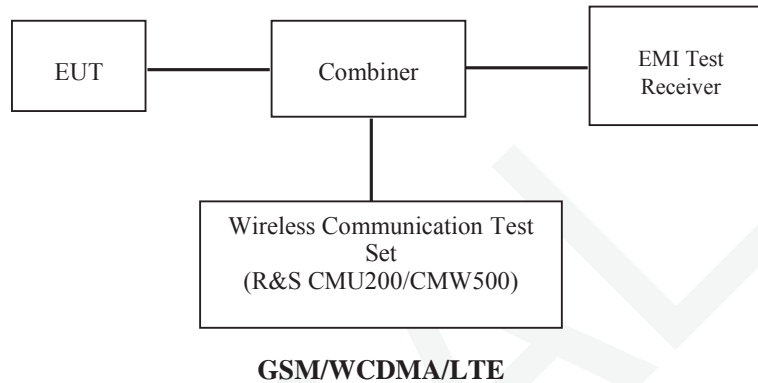 EUT
Combiner
EMI Test
Receiver
Wireless Communication Test
Set
(R&S CMU200/CMW500)
GSM/WCDMA/LTE